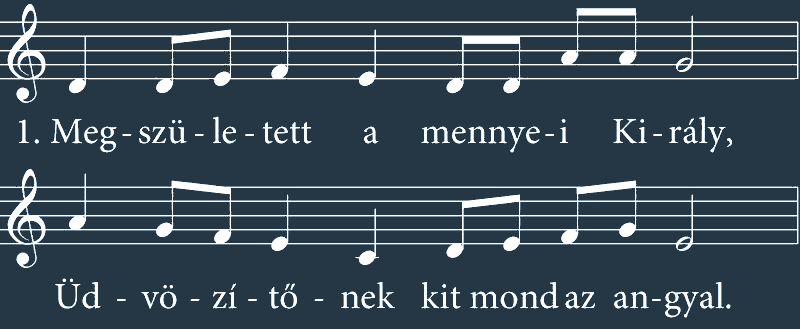 1. Meg - szü - le - tett a mennye - i Ki - rály,
Üd - vö - zí - tő - nek kit mond az an - gyal.